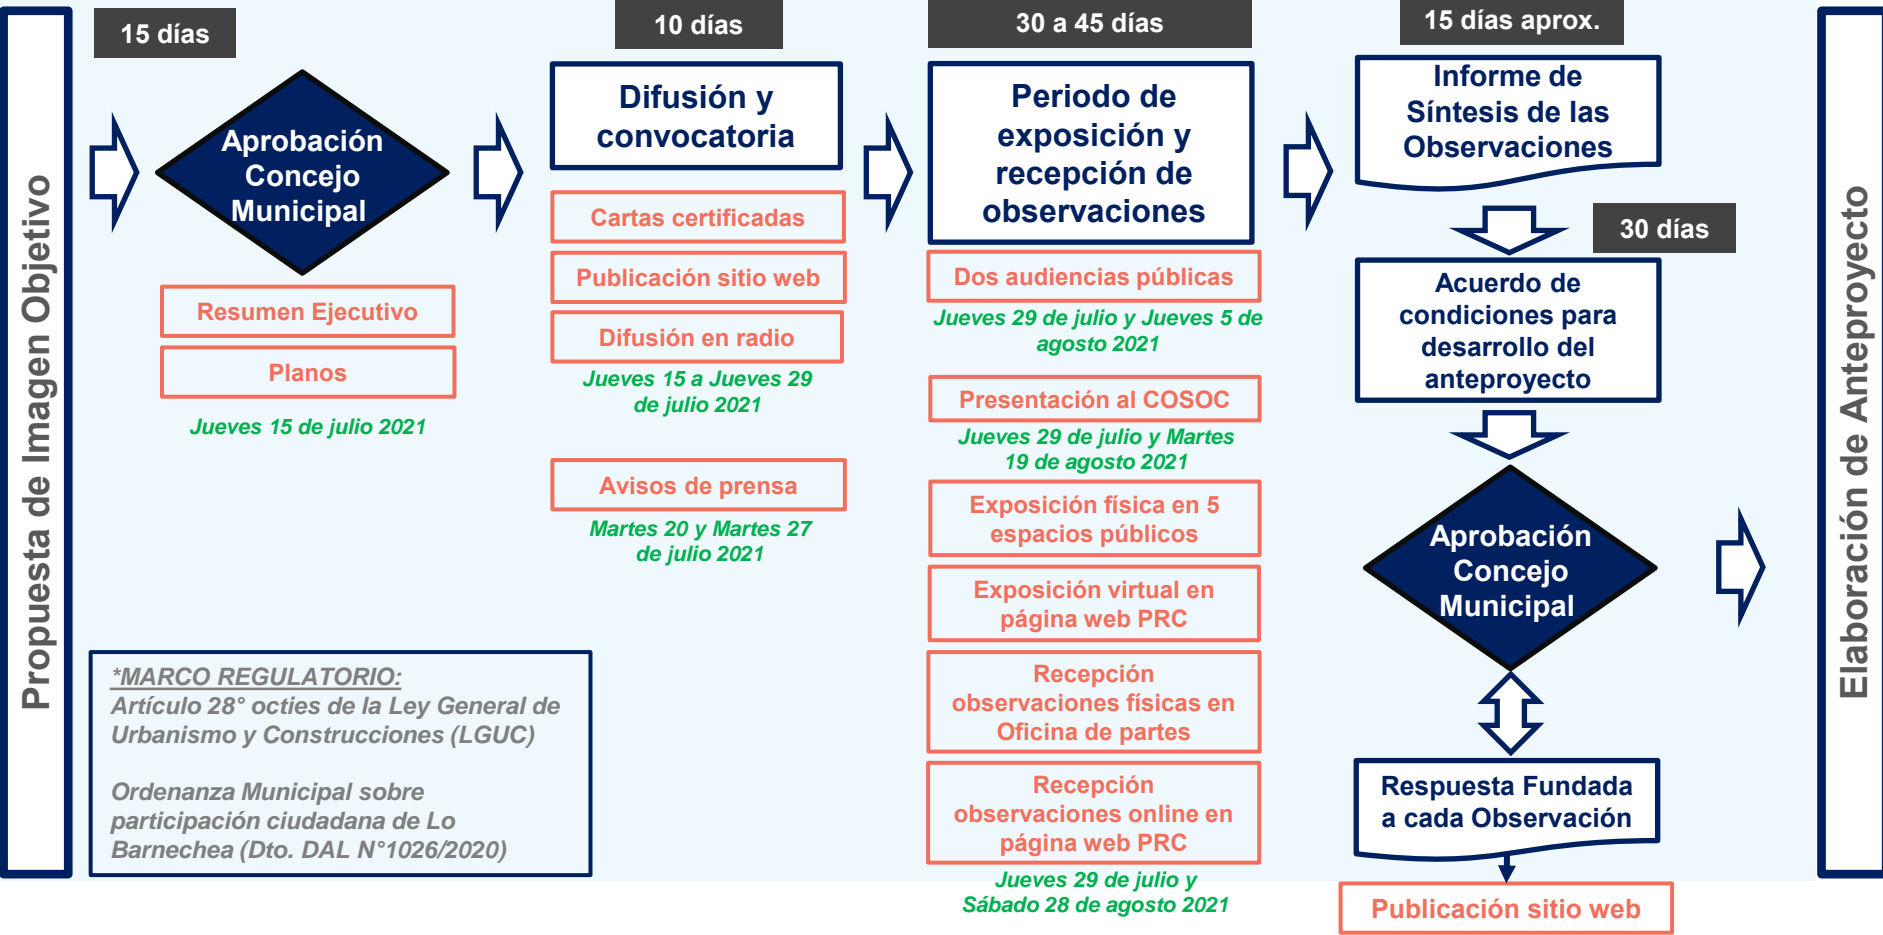 Propuesta de Imagen Objetivo
15 días
Aprobación
Concejo
Municipal
Resumen Ejecutivo
Planos
Jueves 15 de julio 2021
*MARCO REGULATORIO:
Artículo 28° octies de la Ley General de
Urbanismo y Construcciones (LGUC)
Ordenanza Municipal sobre
participación ciudadana de Lo
Barnechea (Dto. DAL N°1026/2020)
10 días
Difusión y
convocatoria
Cartas certificadas
Publicación sitio web
Difusión en radio
Jueves 15 a Jueves 29
de julio 2021
Avisos de prensa
Martes 20 y Martes 27
de julio 2021
30 a 45 días
Periodo de
exposición y
recepción de
observaciones
Dos audiencias públicas
Jueves 29 de julio y Jueves 5 de
agosto 2021
Presentación al COSOC
Jueves 29 de julio y Martes
19 de agosto 2021
Exposición física en 5
espacios públicos
Exposición virtual en
página web PRC
Recepción
observaciones físicas en
Oficina de partes
Recepción
observaciones online en
página web PRC
Jueves 29 de julio y
Sábado 28 de agosto 2021
15 días aprox.
Informe de
Síntesis de las
Observaciones
30 días
Acuerdo de
condiciones para
desarrollo del
anteproyecto
Aprobación
Concejo
Municipal
Respuesta Fundada
a cada Observación
Publicación sitio web
Elaboración de Anteproyecto